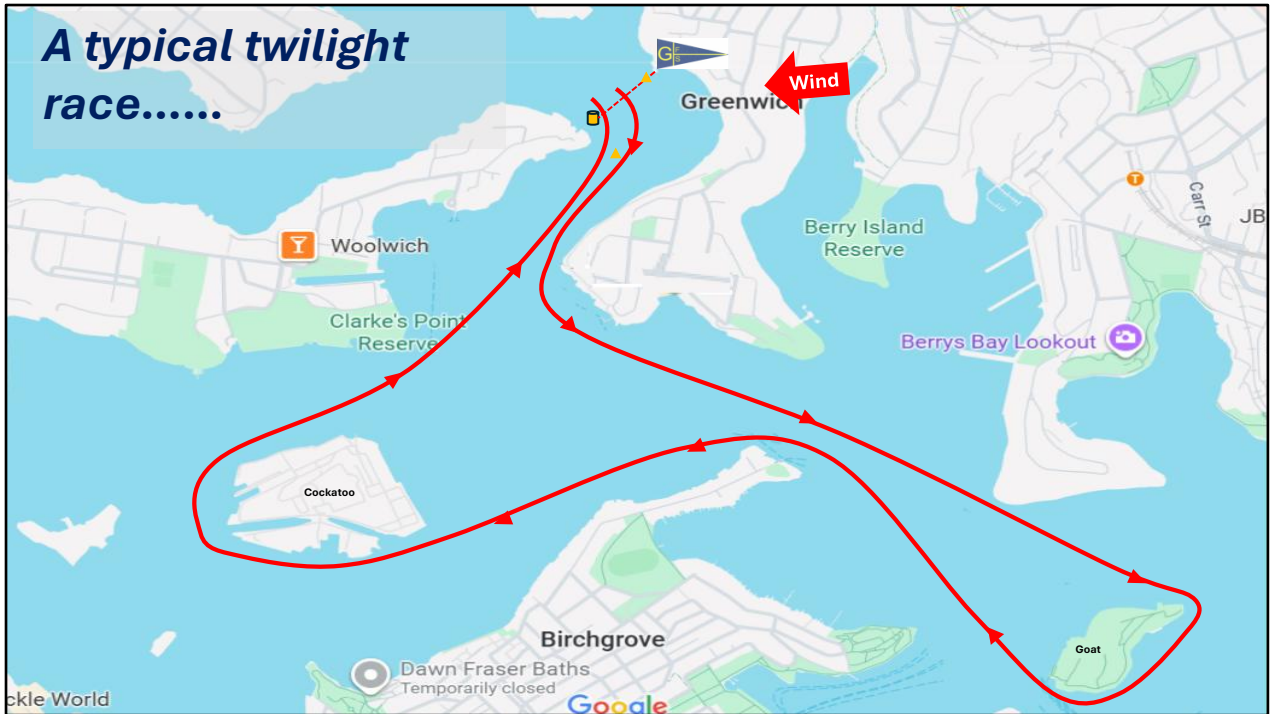 A typical twilight
race......
G
F
S
Wind
Greenwich
Carr St
JB
Woolwich
Berry Island
Reserve
Clarke's Point
Reserve
Berrys Bay Lookout
Cockatoo
Birchgrove
Goat
Dawn Fraser Baths
Temporarily closed
ckle World
Google
T